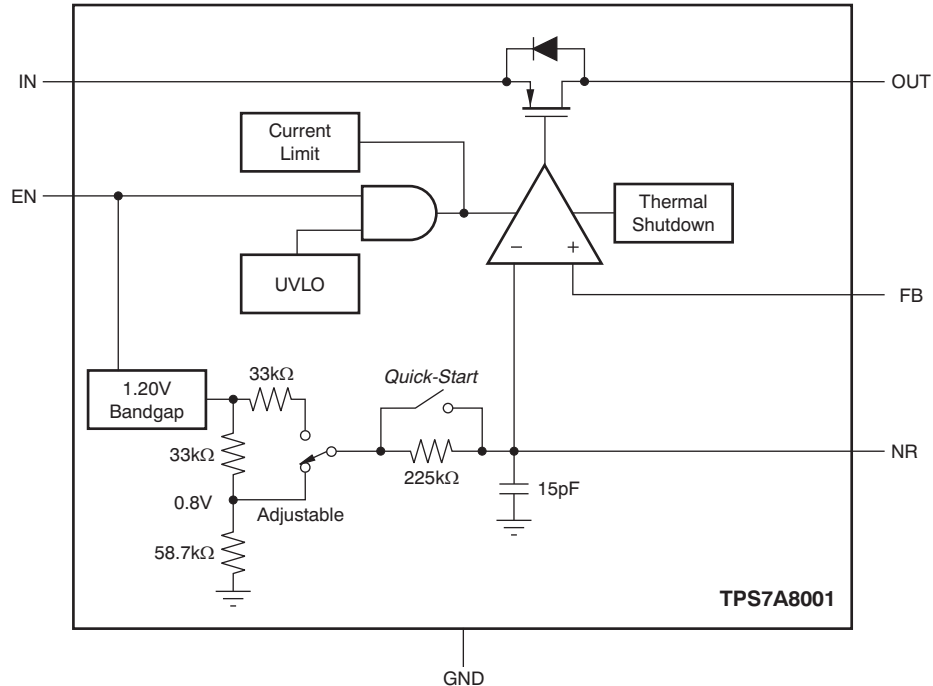 IN
OUT
Current
Limit
EN
Thermal
Shutdown
−
+
UVLO
FB
33kΩ
Quick-Start
1.20V
Bandgap
33kΩ
NR
225kΩ
15pF
0.8V
Adjustable
58.7kΩ
TPS7A8001
GND